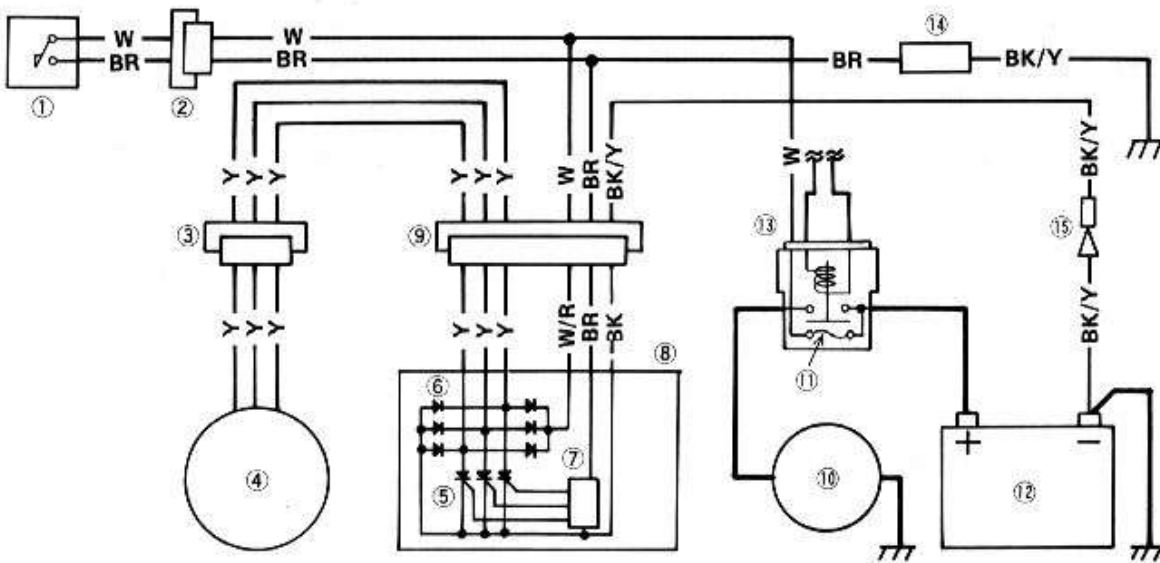 W W
BR BR BR ⑭ BK/Y
① ②
Y Y Y Y Y Y W BR BK/Y W BK/Y
③ ⑨ ⑬ ⑮
Y Y Y Y Y Y W/R BR BK BK/Y
⑧ ⑪
⑥
+ −
⑦
④ ⑤ ⑩ ⑫